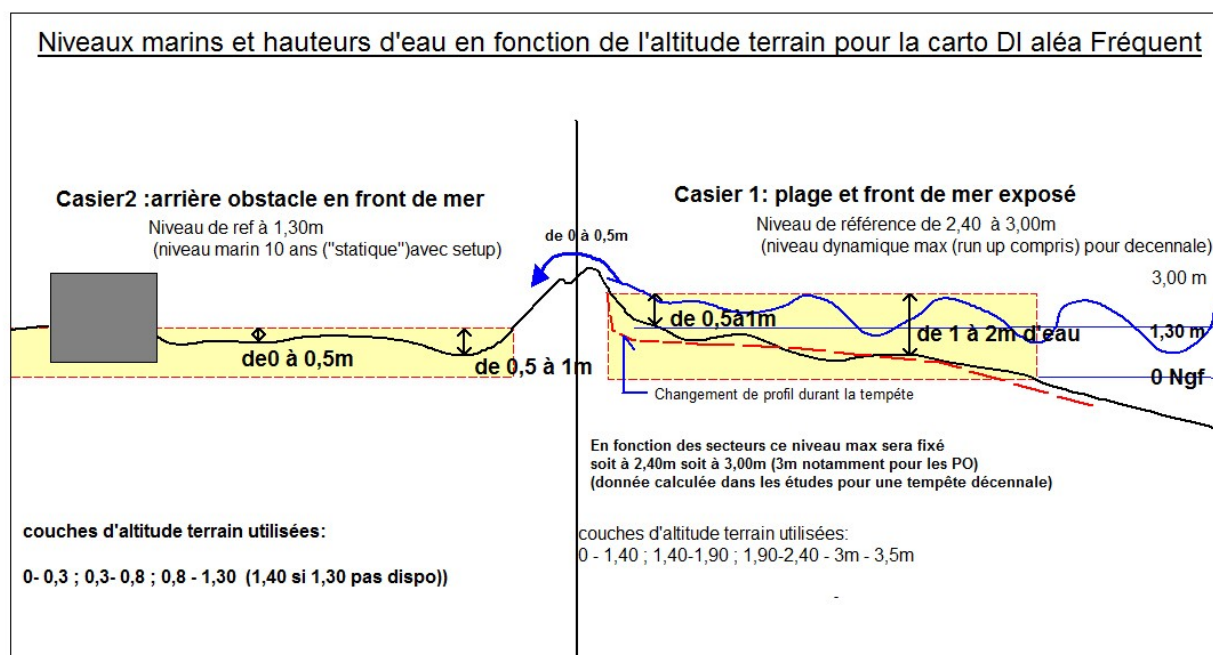 Niveaux marins et hauteurs d'eau en fonction de l'altitude terrain pour la carto DI aléa Fréquent
Casier2 :arrière obstacle en front de mer
Niveau de ref à 1,30m
(niveau marin 10 ans ("statique")avec setup)
de 0 à 0,5m
Casier 1: plage et front de mer exposé
Niveau de référence de 2,40 à 3,00m
(niveau dynamique max (run up compris) pour decennale)
3,00 m
de 0,5à1m
1,30 m
de 1 à 2m d'eau
de0 à 0,5m
de 0,5 à 1m
0 Ngf
Changement de profil durant la tempéte
En fonction des secteurs ce niveau max sera fixé
soit à 2,40m soit à 3,00m (3m notamment pour les PO)
(donnée calculée dans les études pour une tempête décennale)
couches d'altitude terrain utilisées:
0- 0,3 ; 0,3- 0,8 ; 0,8 - 1,30 (1,40 si 1,30 pas dispo))
couches d'altitude terrain utilisées:
0 - 1,40 ; 1,40-1,90 ; 1,90-2,40 - 3m - 3,5m
-